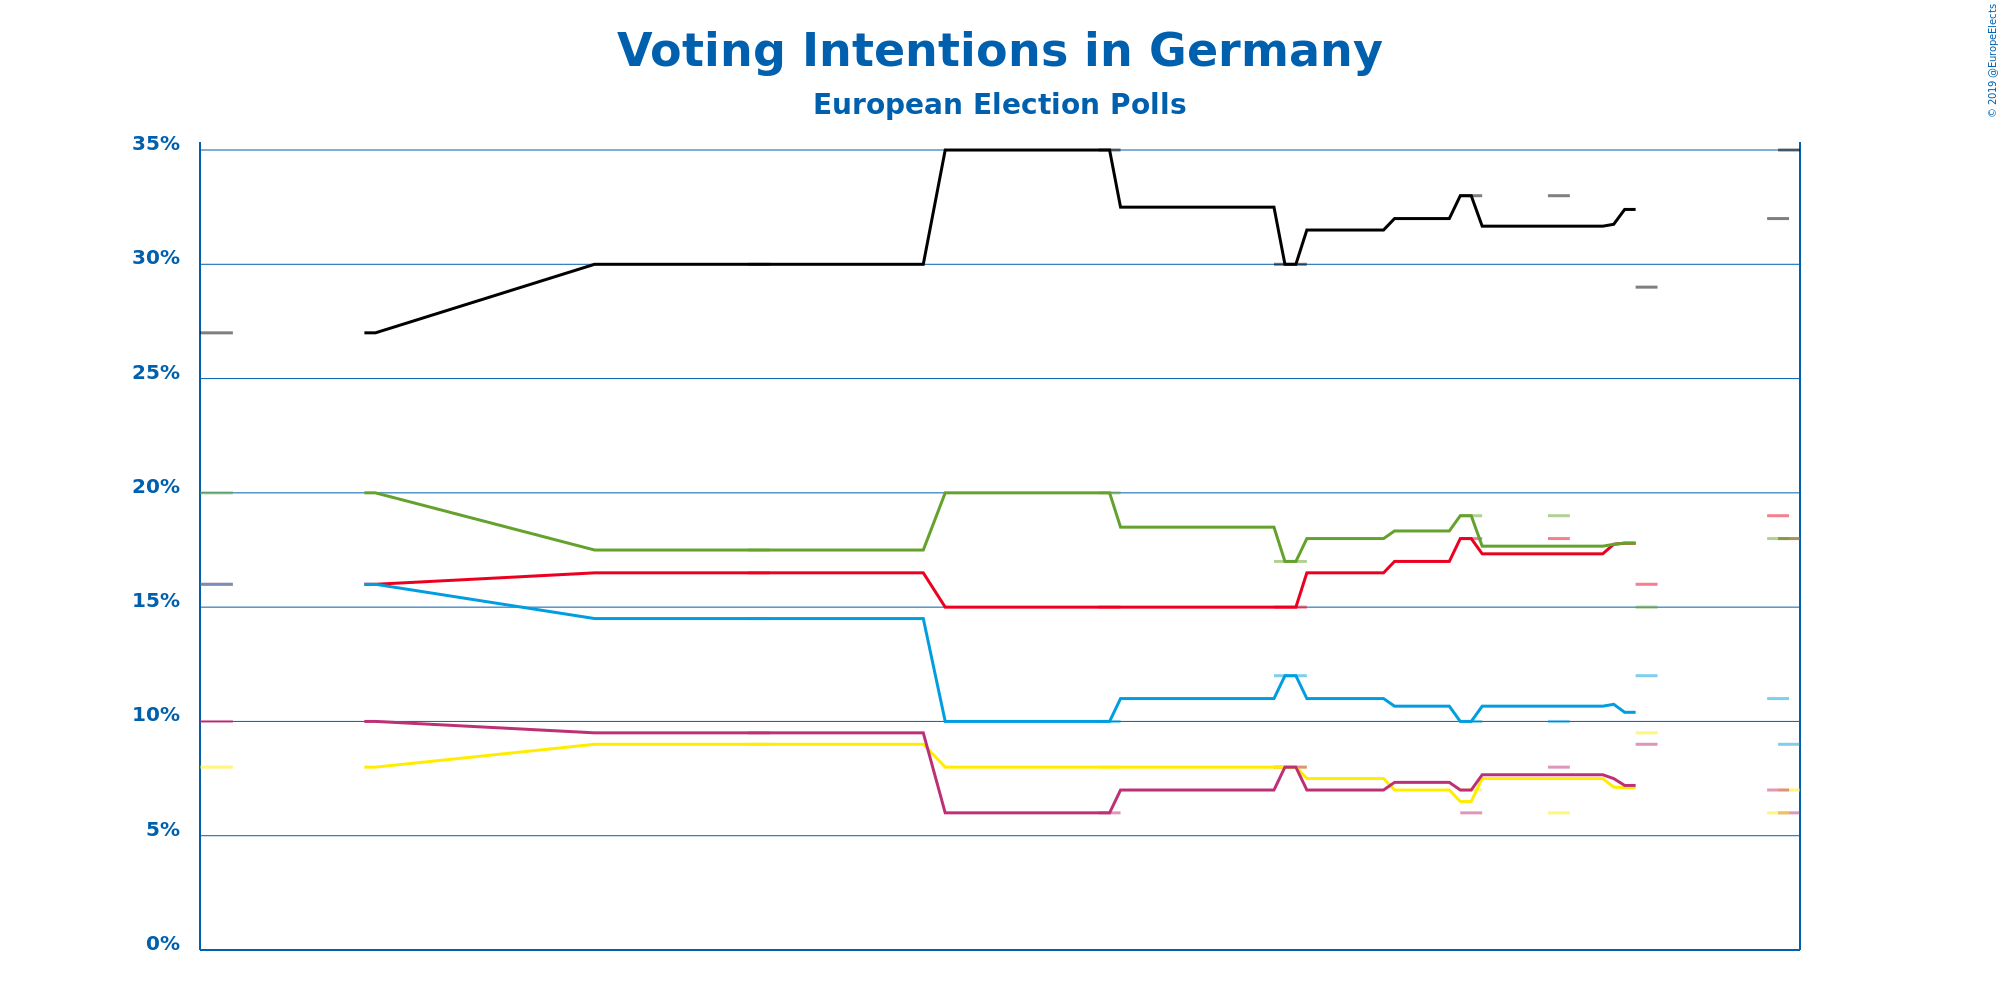 Voting Intentions in Germany
European Election Polls
© 2019 @EuropeElects
35%
30%
25%
20%
15%
10%
5%
0%